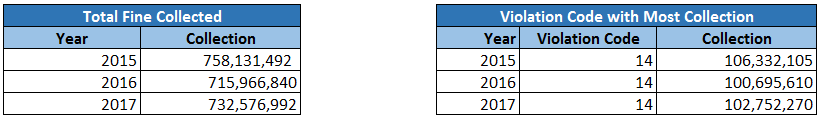 Total Fine Collected
Year Collection
2015 758,131,492
2016 715,966,840
2017 732,576,992
Violation Code with Most Collection
Year Violation Code Collection
2015 14 106,332,105
2016 14 100,695,610
2017 14 102,752,270